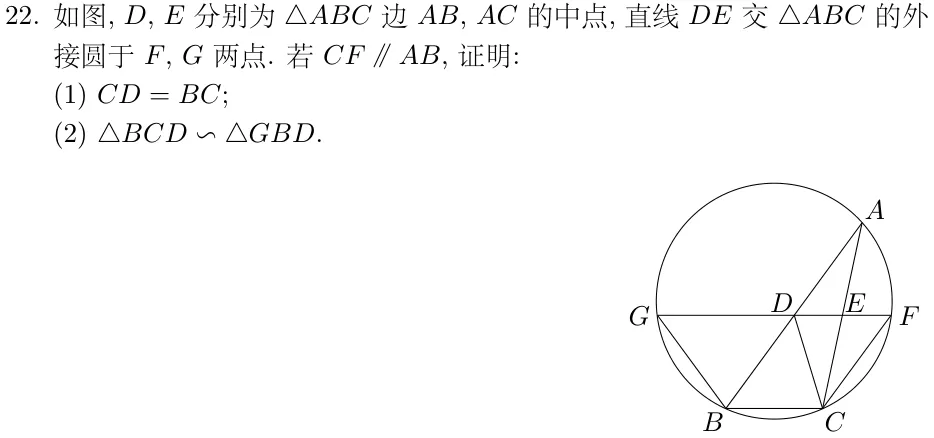 22. 如图, D, E 分别为 △ABC 边 AB, AC 的中点, 直线 DE 交 △ABC 的外
接圆于 F, G 两点. 若 CF ∥ AB, 证明:
(1) CD = BC;
(2) △BCD ∽ △GBD.
A
G D E F
B C